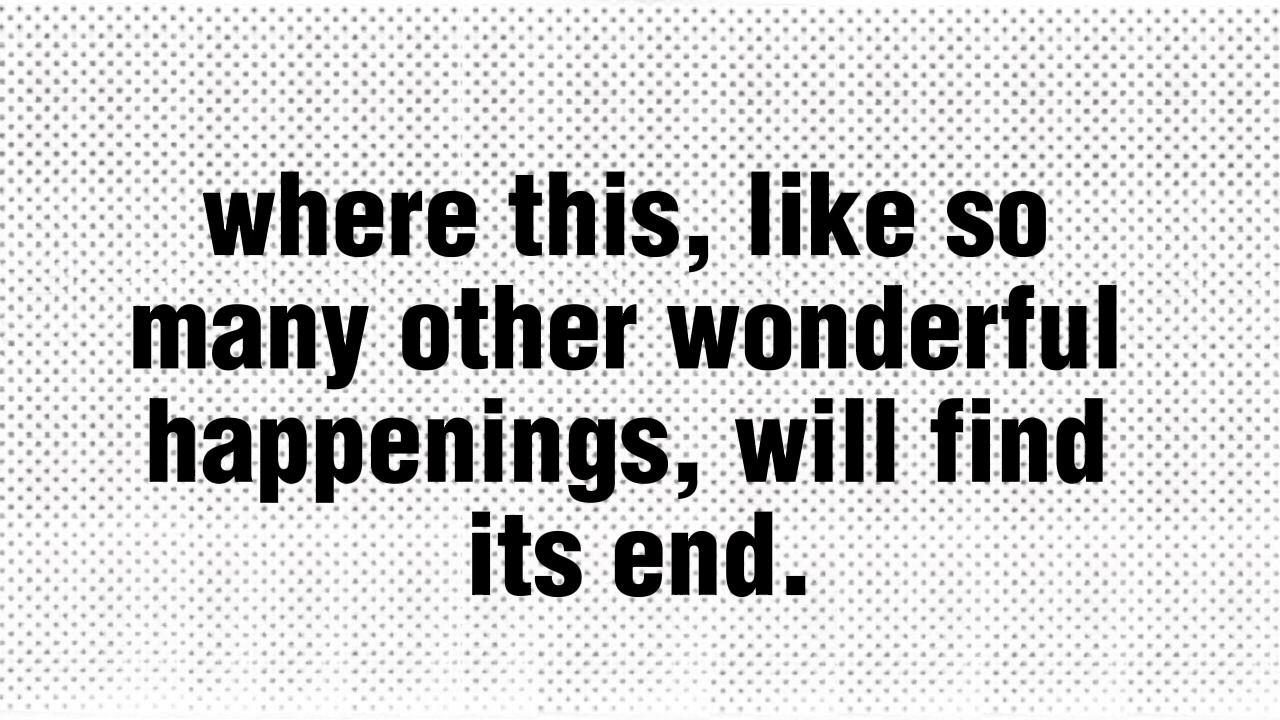 where this, like so
many other wonderful
happenings, will find
its end.